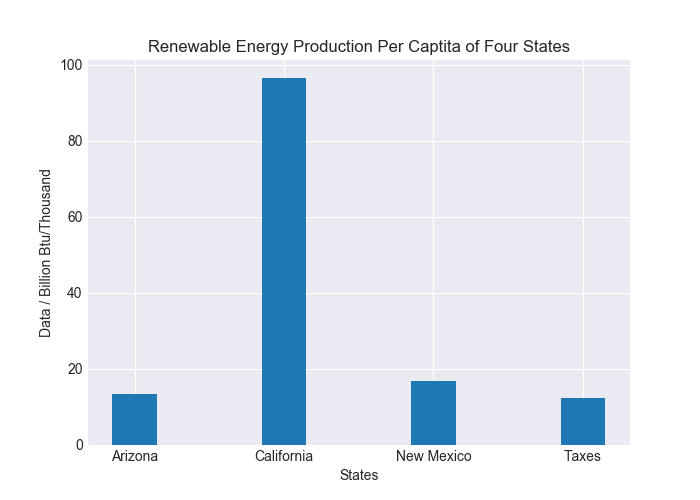 Renewable Energy Production Per Captita of Four States
Data / Billion Btu/Thousand
100
80
60
40
20
0
Arizona California New Mexico Taxes
States